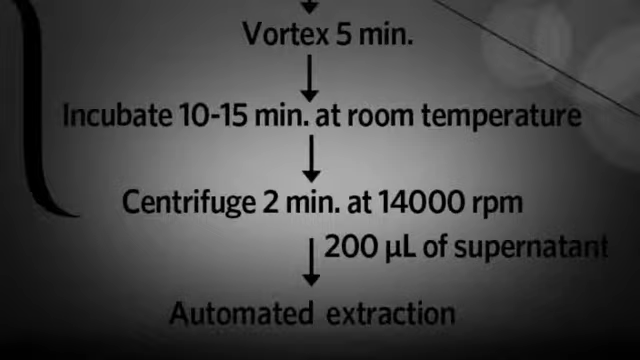 Vortex 5 min.
Incubate 10-15 min. at room temperature
Centrifuge 2 min. at 14000 rpm
200 µL of supernatant
Automated extraction